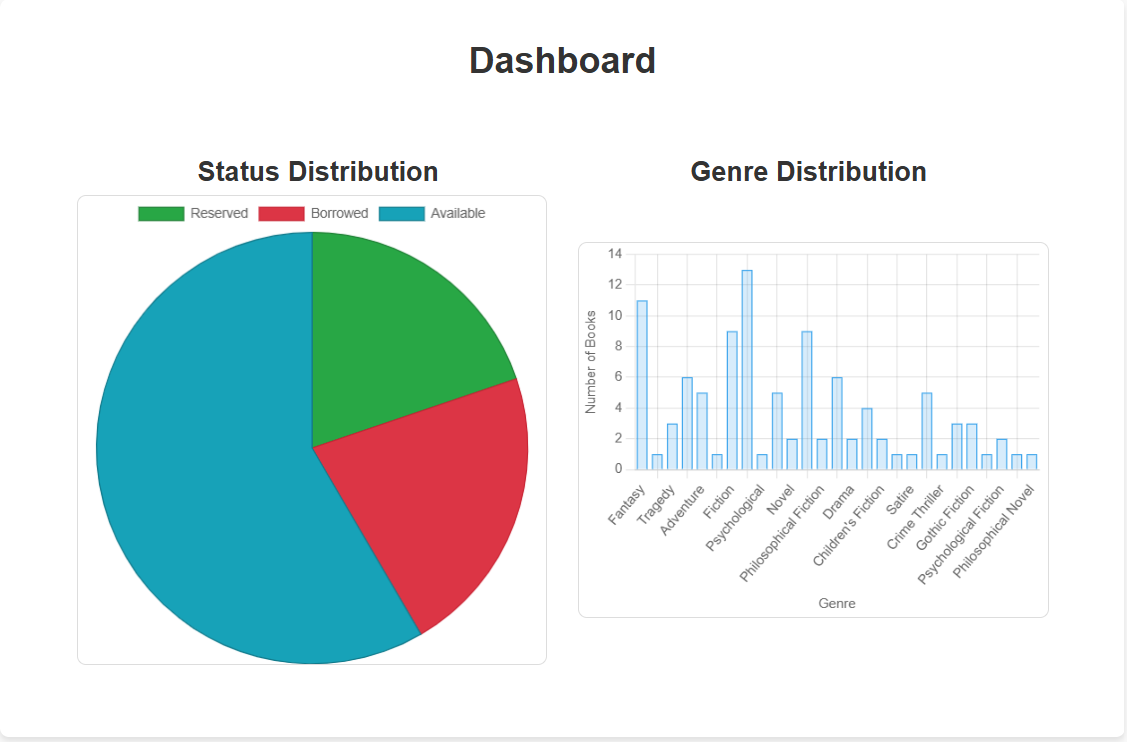 Dashboard
Status Distribution
Reserved Borrowed Available
Genre Distribution
14
12
10
8
6
4
2
0
Number of Books
Fantasy
Tragedy
Adventure
Fiction
Psychological
Novel
Philosophical Fiction
Drama
Children's Fiction
Satire
Crime Thriller
Gothic Fiction
Psychological Fiction
Philosophical Novel
Genre